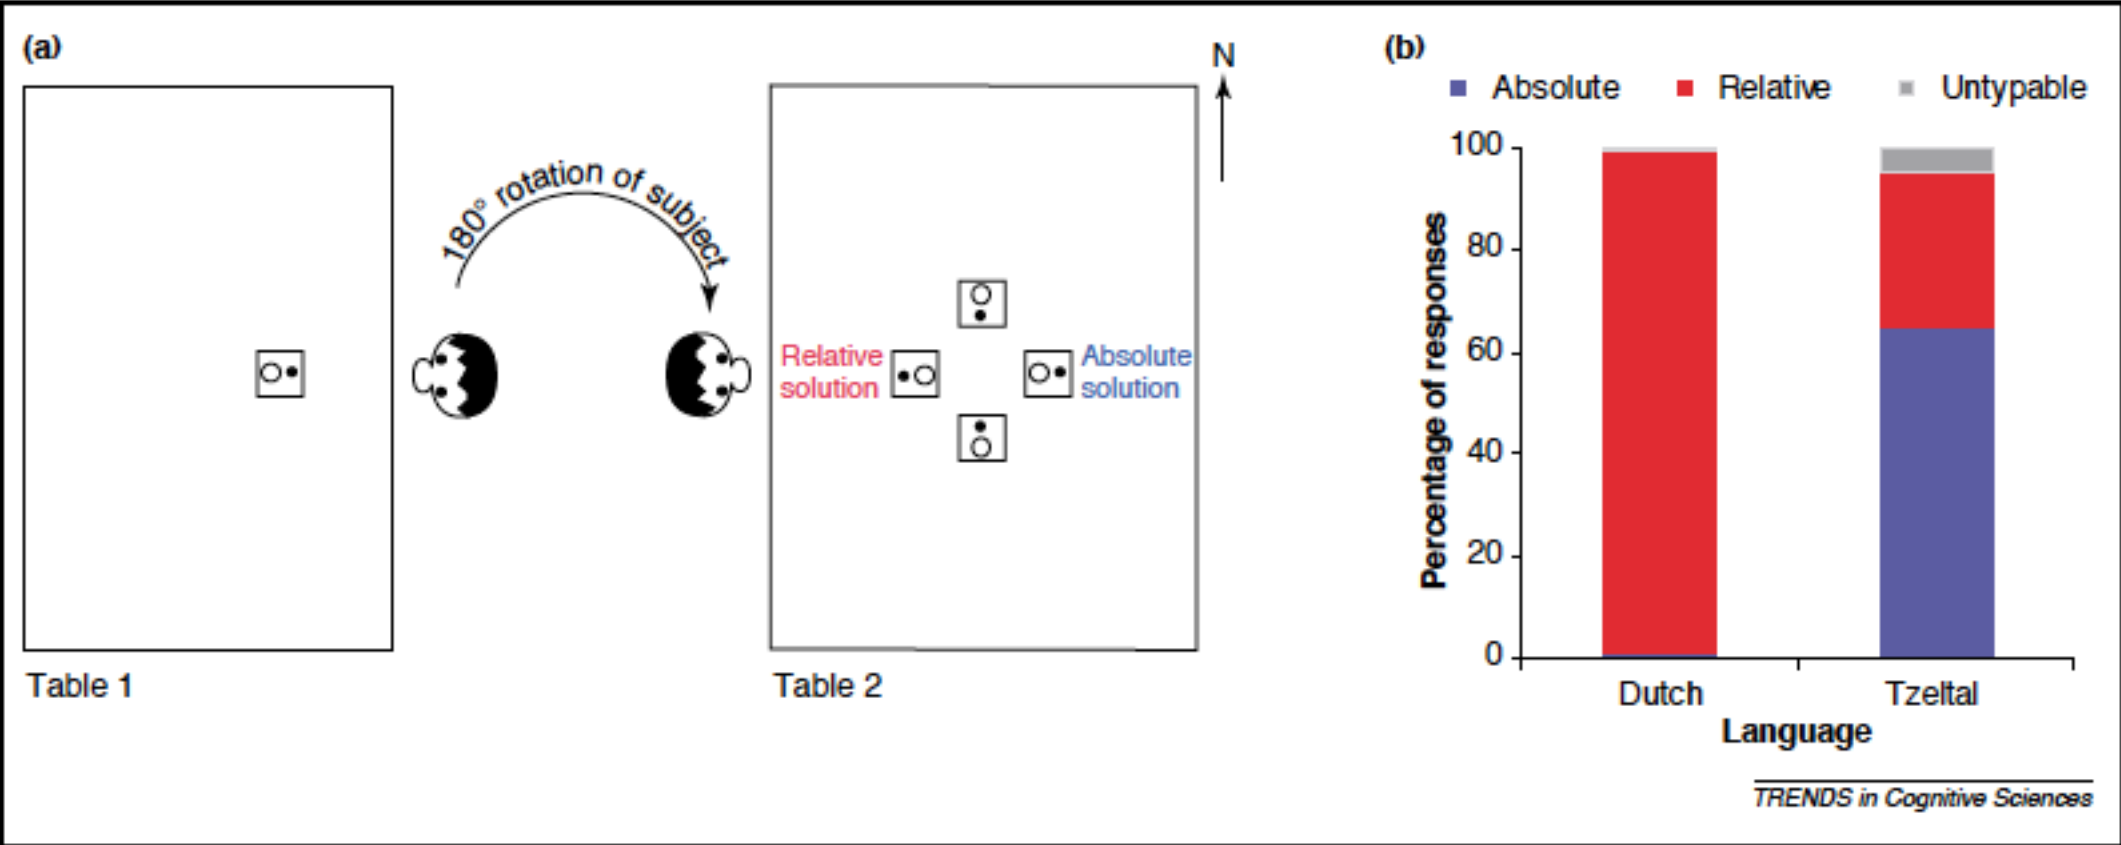 (a)
N
180° rotation of subject
Relative
solution
Absolute
solution
Table 1
Table 2
(b)
Absolute
Relative
Untypable
Percentage of responses
100
80
60
40
20
0
Dutch
Tzeltal
Language
TRENDS in Cognitive Sciences